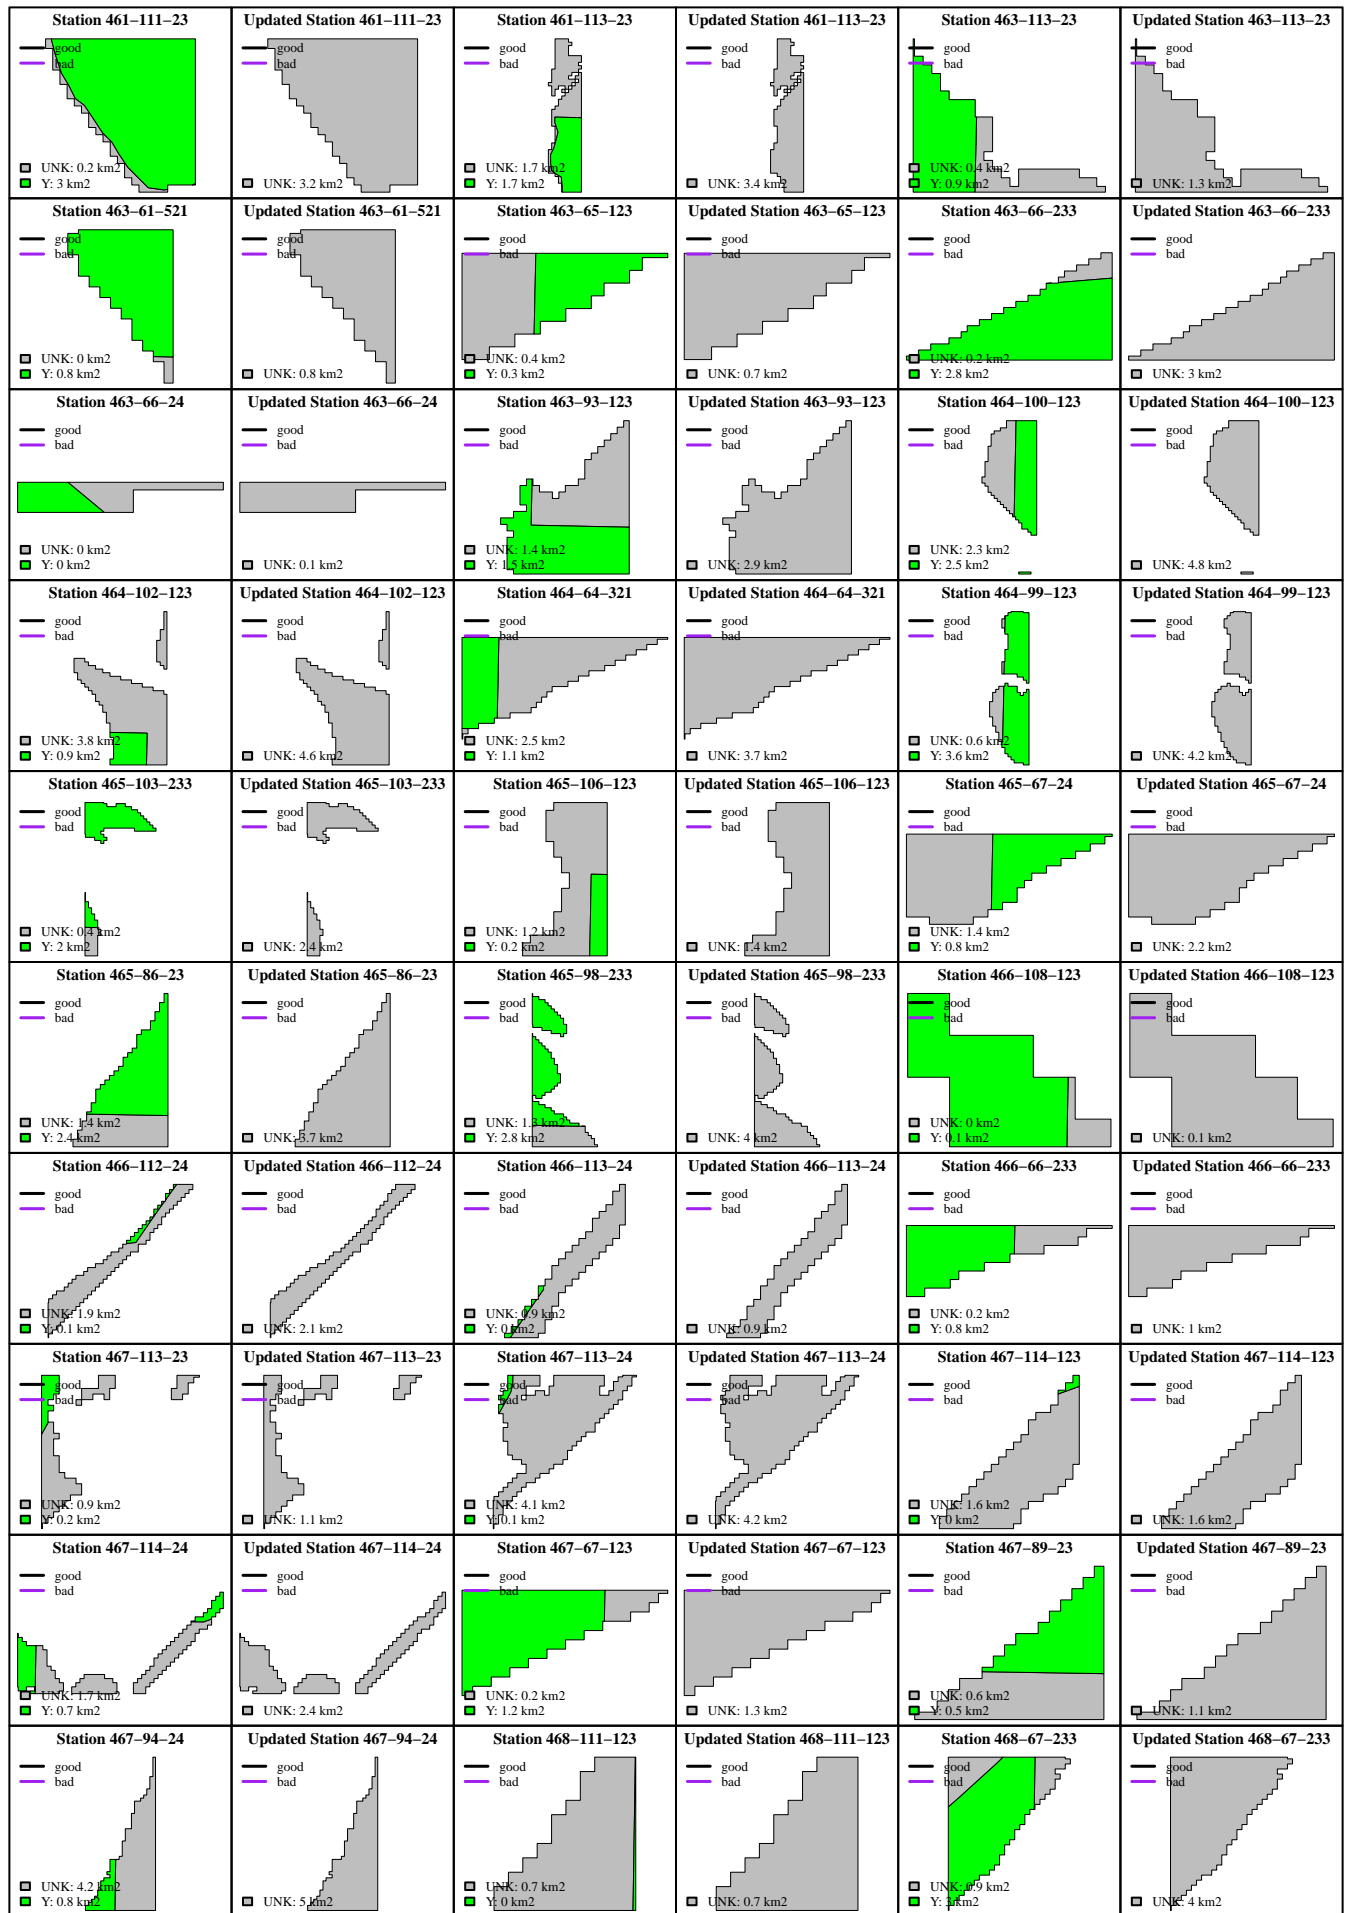 Station 461−111−23
good
bad
UNK: 0.2 km2
Y: 3 km2
Updated Station 461−111−23
good
bad
UNK: 3.2 km2
Station 461−113−23
good
bad
UNK: 1.7 km2
Y: 1.7 km2
Updated Station 461−113−23
good
bad
UNK: 3.4 km2
Station 463−113−23
good
bad
UNK: 0.4 km2
Y: 0.9 km2
Updated Station 463−113−23
good
bad
UNK: 1.3 km2
Station 463−61−521
good
bad
UNK: 0 km2
Y: 0.8 km2
Updated Station 463−61−521
good
bad
UNK: 0.8 km2
Station 463−65−123
good
bad
UNK: 0.4 km2
Y: 0.3 km2
Updated Station 463−65−123
good
bad
UNK: 0.7 km2
Station 463−66−233
good
bad
UNK: 0.2 km2
Y: 2.8 km2
Updated Station 463−66−233
good
bad
UNK: 3 km2
Station 463−66−24
good
bad
UNK: 0 km2
Y: 0 km2
Updated Station 463−66−24
good
bad
UNK: 0.1 km2
Station 463−93−123
good
bad
UNK: 1.4 km2
Y: 1.5 km2
Updated Station 463−93−123
good
bad
UNK: 2.9 km2
Station 464−100−123
good
bad
UNK: 2.3 km2
Y: 2.5 km2
Updated Station 464−100−123
good
bad
UNK: 4.8 km2
Station 464−102−123
good
bad
UNK: 3.8 km2
Y: 0.9 km2
Updated Station 464−102−123
good
bad
UNK: 4.6 km2
Station 464−64−321
good
bad
UNK: 2.5 km2
Y: 1.1 km2
Updated Station 464−64−321
good
bad
UNK: 3.7 km2
Station 464−99−123
good
bad
UNK: 0.6 km2
Y: 3.6 km2
Updated Station 464−99−123
good
bad
UNK: 4.2 km2
Station 465−103−233
good
bad
UNK: 0.4 km2
Y: 2 km2
Updated Station 465−103−233
good
bad
UNK: 2.4 km2
Station 465−106−123
good
bad
UNK: 1.2 km2
Y: 0.2 km2
Updated Station 465−106−123
good
bad
UNK: 1.4 km2
Station 465−67−24
good
bad
UNK: 1.4 km2
Y: 0.8 km2
Updated Station 465−67−24
good
bad
UNK: 2.2 km2
Station 465−86−23
good
bad
UNK: 1.4 km2
Y: 2.4 km2
Updated Station 465−86−23
good
bad
UNK: 3.7 km2
Station 465−98−233
good
bad
UNK: 1.3 km2
Y: 2.8 km2
Updated Station 465−98−233
good
bad
UNK: 4 km2
Station 466−108−123
good
bad
UNK: 0 km2
Y: 0.1 km2
Updated Station 466−108−123
good
bad
UNK: 0.1 km2
Station 466−112−24
good
bad
UNK: 1.9 km2
Y: 0.1 km2
Updated Station 466−112−24
good
bad
UNK: 2.1 km2
Station 466−113−24
good
bad
UNK: 0.9 km2
Y: 0 km2
Updated Station 466−113−24
good
bad
UNK: 0.9 km2
Station 466−66−233
good
bad
UNK: 0.2 km2
Y: 0.8 km2
Updated Station 466−66−233
good
bad
UNK: 1 km2
Station 467−113−23
good
bad
UNK: 0.9 km2
Y: 0.2 km2
Updated Station 467−113−23
good
bad
UNK: 1.1 km2
Station 467−113−24
good
bad
UNK: 4.1 km2
Y: 0.1 km2
Updated Station 467−113−24
good
bad
UNK: 4.2 km2
Station 467−114−123
good
bad
UNK: 1.6 km2
Y: 0 km2
Updated Station 467−114−123
good
bad
UNK: 1.6 km2
Station 467−114−24
good
bad
UNK: 1.7 km2
Y: 0.7 km2
Updated Station 467−114−24
good
bad
UNK: 2.4 km2
Station 467−67−123
good
bad
UNK: 0.2 km2
Y: 1.2 km2
Updated Station 467−67−123
good
bad
UNK: 1.3 km2
Station 467−89−23
good
bad
UNK: 0.6 km2
Y: 0.5 km2
Updated Station 467−89−23
good
bad
UNK: 1.1 km2
Station 467−94−24
good
bad
UNK: 4.2 km2
Y: 0.8 km2
Updated Station 467−94−24
good
bad
UNK: 5 km2
Station 468−111−123
good
bad
UNK: 0.7 km2
Y: 0 km2
Updated Station 468−111−123
good
bad
UNK: 0.7 km2
Station 468−67−233
good
bad
UNK: 0.9 km2
Y: 3 km2
Updated Station 468−67−233
good
bad
UNK: 4 km2